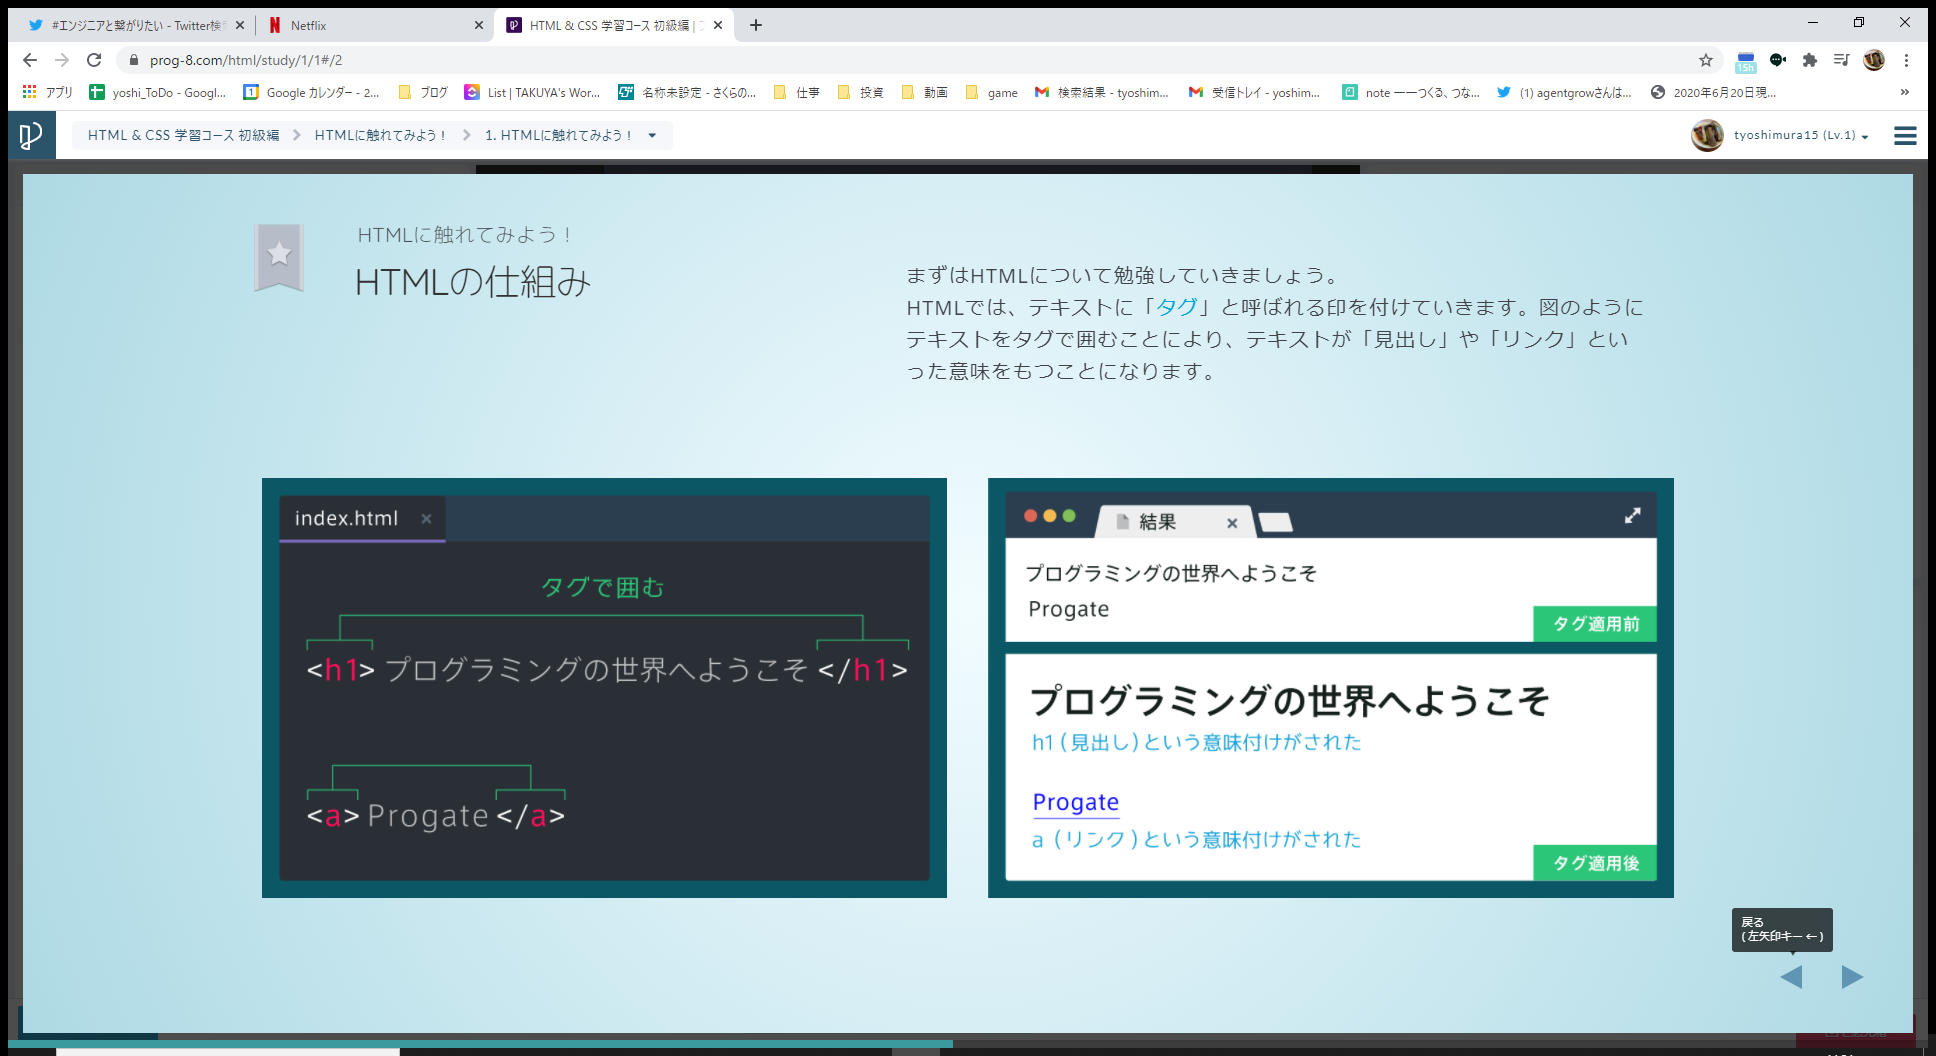 #エンジニアと繋がりたい - Twitter検
Netflix
HTML & CSS 学習コース 初級編 |
prog-8.com/html/study/1/1#/2
15h
アプリ
yoshi_ToDo - Googl...
Google カレンダー - 2...
ブログ
List | TAKUYA's Wor...
名称未設定 - さくらの...
仕事
投資
動画
game
検索結果 - tyoshim...
受信トレイ - yoshim...
note ーーつくる、つな...
(1) agentgrowさんは...
2020年6月20日現...
HTML & CSS 学習コース 初級編
HTMLに触れてみよう！
1. HTMLに触れてみよう！
tyoshimura15 (Lv.1)
HTMLに触れてみよう！
HTMLの仕組み
まずはHTMLについて勉強していきましょう。
HTMLでは、テキストに「タグ」と呼ばれる印を付けていきます。図のように
テキストをタグで囲むことにより、テキストが「見出し」や「リンク」とい
った意味をもつことになります。
index.html
タグで囲む
<h1> プログラミングの世界へようこそ </h1>
<a> Progate </a>
結果
プログラミングの世界へようこそ
Progate
タグ適用前
プログラミングの世界へようこそ
h1 (見出し) という意味付けがされた
Progate
a (リンク) という意味付けがされた
タグ適用後
戻る
(左矢印キー ←)